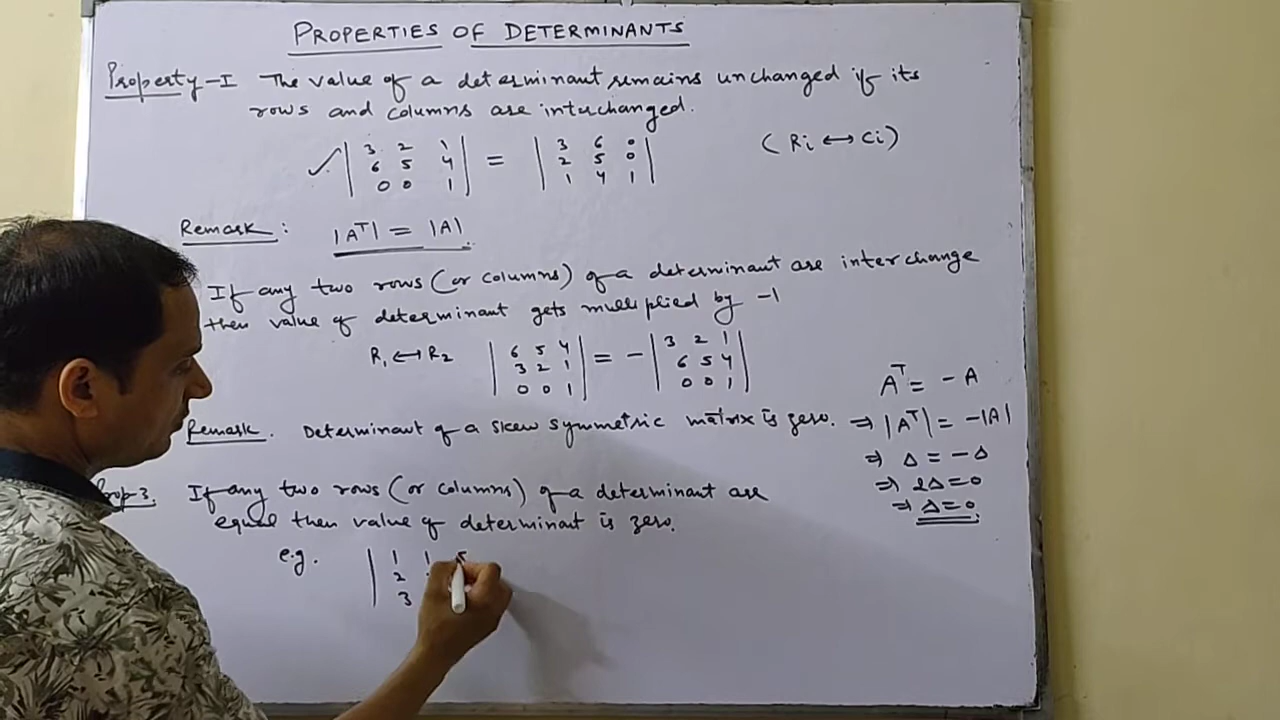 PROPERTIES OF DETERMINANTS
Property-I The value of a determinant remains unchanged if its
rows and columns are interchanged.
| 3 2 1 | = | 3 6 0 |
| 6 5 4 | | 2 5 0 | (Ri ↔ Ci)
| 0 0 1 | | 1 4 1 |
Remark : |Aᵀ| = |A|
If any two rows (or columns) of a determinant are interchange
then value of determinant gets multiplied by -1
R₁ ↔ R₂ | 6 5 4 | = - | 3 2 1 |
| 3 2 1 | | 6 5 4 |
| 0 0 1 | | 0 0 1 |
Aᵀ = - A
Remark. Determinant of a skew symmetric matrix is zero. ⇒ |Aᵀ| = -|A|
⇒ Δ = - Δ
⇒ 2Δ = 0
⇒ Δ = 0
Prop-3. If any two rows (or columns) of a determinant are
equal then value of determinant is zero.
e.g. | 1 1
2
3